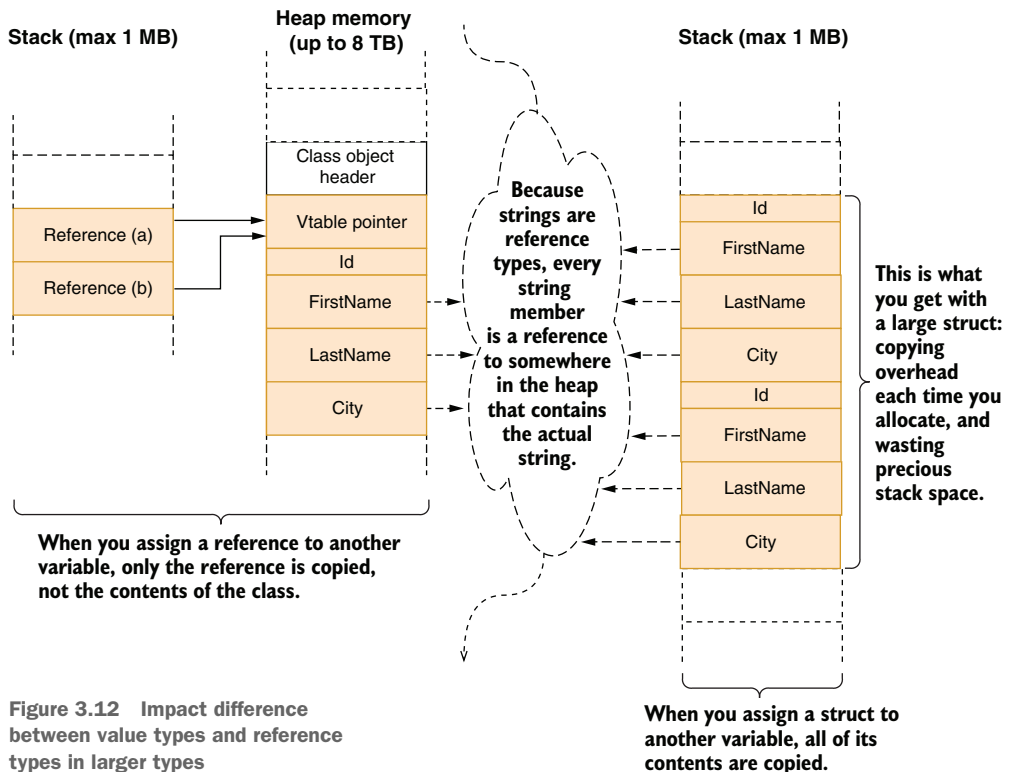 Stack (max 1 MB)
Heap memory
(up to 8 TB)
Stack (max 1 MB)
Reference (a)
Reference (b)
Class object
header
Vtable pointer
Id
FirstName
LastName
City
Because
strings are
reference
types, every
string
member
is a reference
to somewhere
in the heap
that contains
the actual
string.
Id
FirstName
LastName
City
Id
FirstName
LastName
City
This is what
you get with
a large struct:
copying
overhead
each time you
allocate, and
wasting
precious
stack space.
When you assign a reference to another
variable, only the reference is copied,
not the contents of the class.
When you assign a struct to
another variable, all of its
contents are copied.
Figure 3.12 Impact difference
between value types and reference
types in larger types